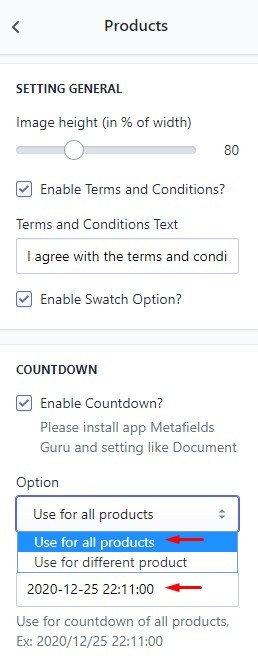 Products
SETTING GENERAL
Image height (in % of width)
80
Enable Terms and Conditions?
Terms and Conditions Text
I agree with the terms and condi
Enable Swatch Option?
COUNTDOWN
Enable Countdown?
Please install app Metafields
Guru and setting like Document
Option
Use for all products
Use for all products
Use for different product
2020-12-25 22:11:00
Use for countdown of all products,
Ex: 2020/12/25 22:11:00